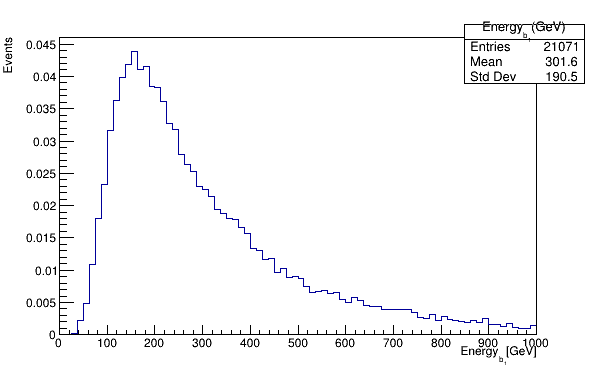 Energy_b_1(GeV)
Entries 21071
Mean 301.6
Std Dev 190.5
Events
0.045
0.04
0.035
0.03
0.025
0.02
0.015
0.01
0.005
0
0 100 200 300 400 500 600 700 800 900 1000
Energy_b_1[GeV]